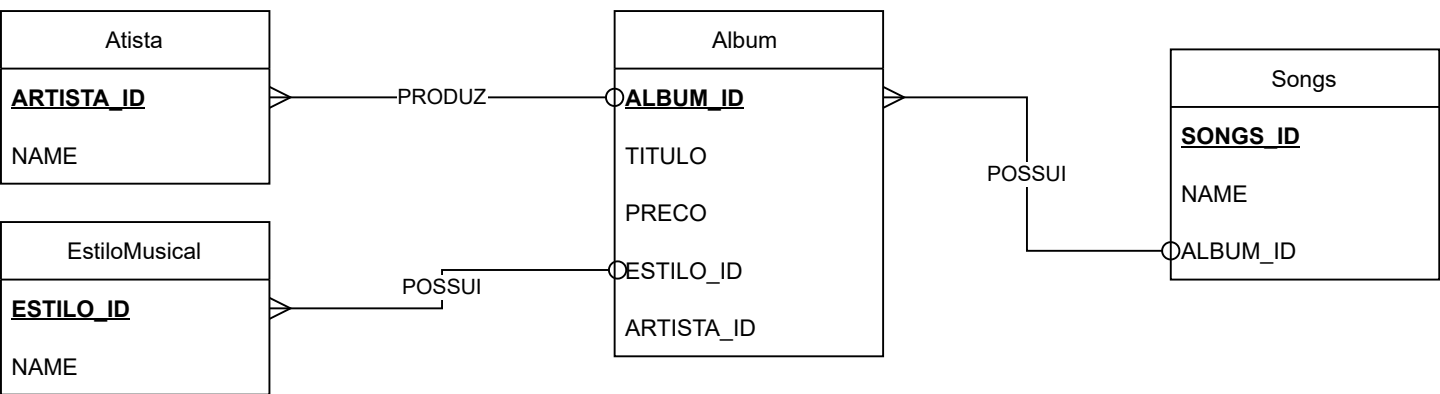 Atista
ARTISTA_ID
NAME
PRODUZ
EstiloMusical
ESTILO_ID
NAME
POSSUI
Album
ALBUM_ID
TITULO
PRECO
ESTILO_ID
ARTISTA_ID
POSSUI
Songs
SONGS_ID
NAME
ALBUM_ID